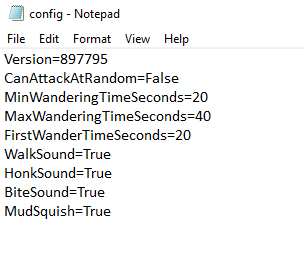 config - Notepad
File Edit Format View Help
Version=897795
CanAttackAtRandom=False
MinWanderingTimeSeconds=20
MaxWanderingTimeSeconds=40
FirstWanderTimeSeconds=20
WalkSound=True
HonkSound=True
BiteSound=True
MudSquish=True